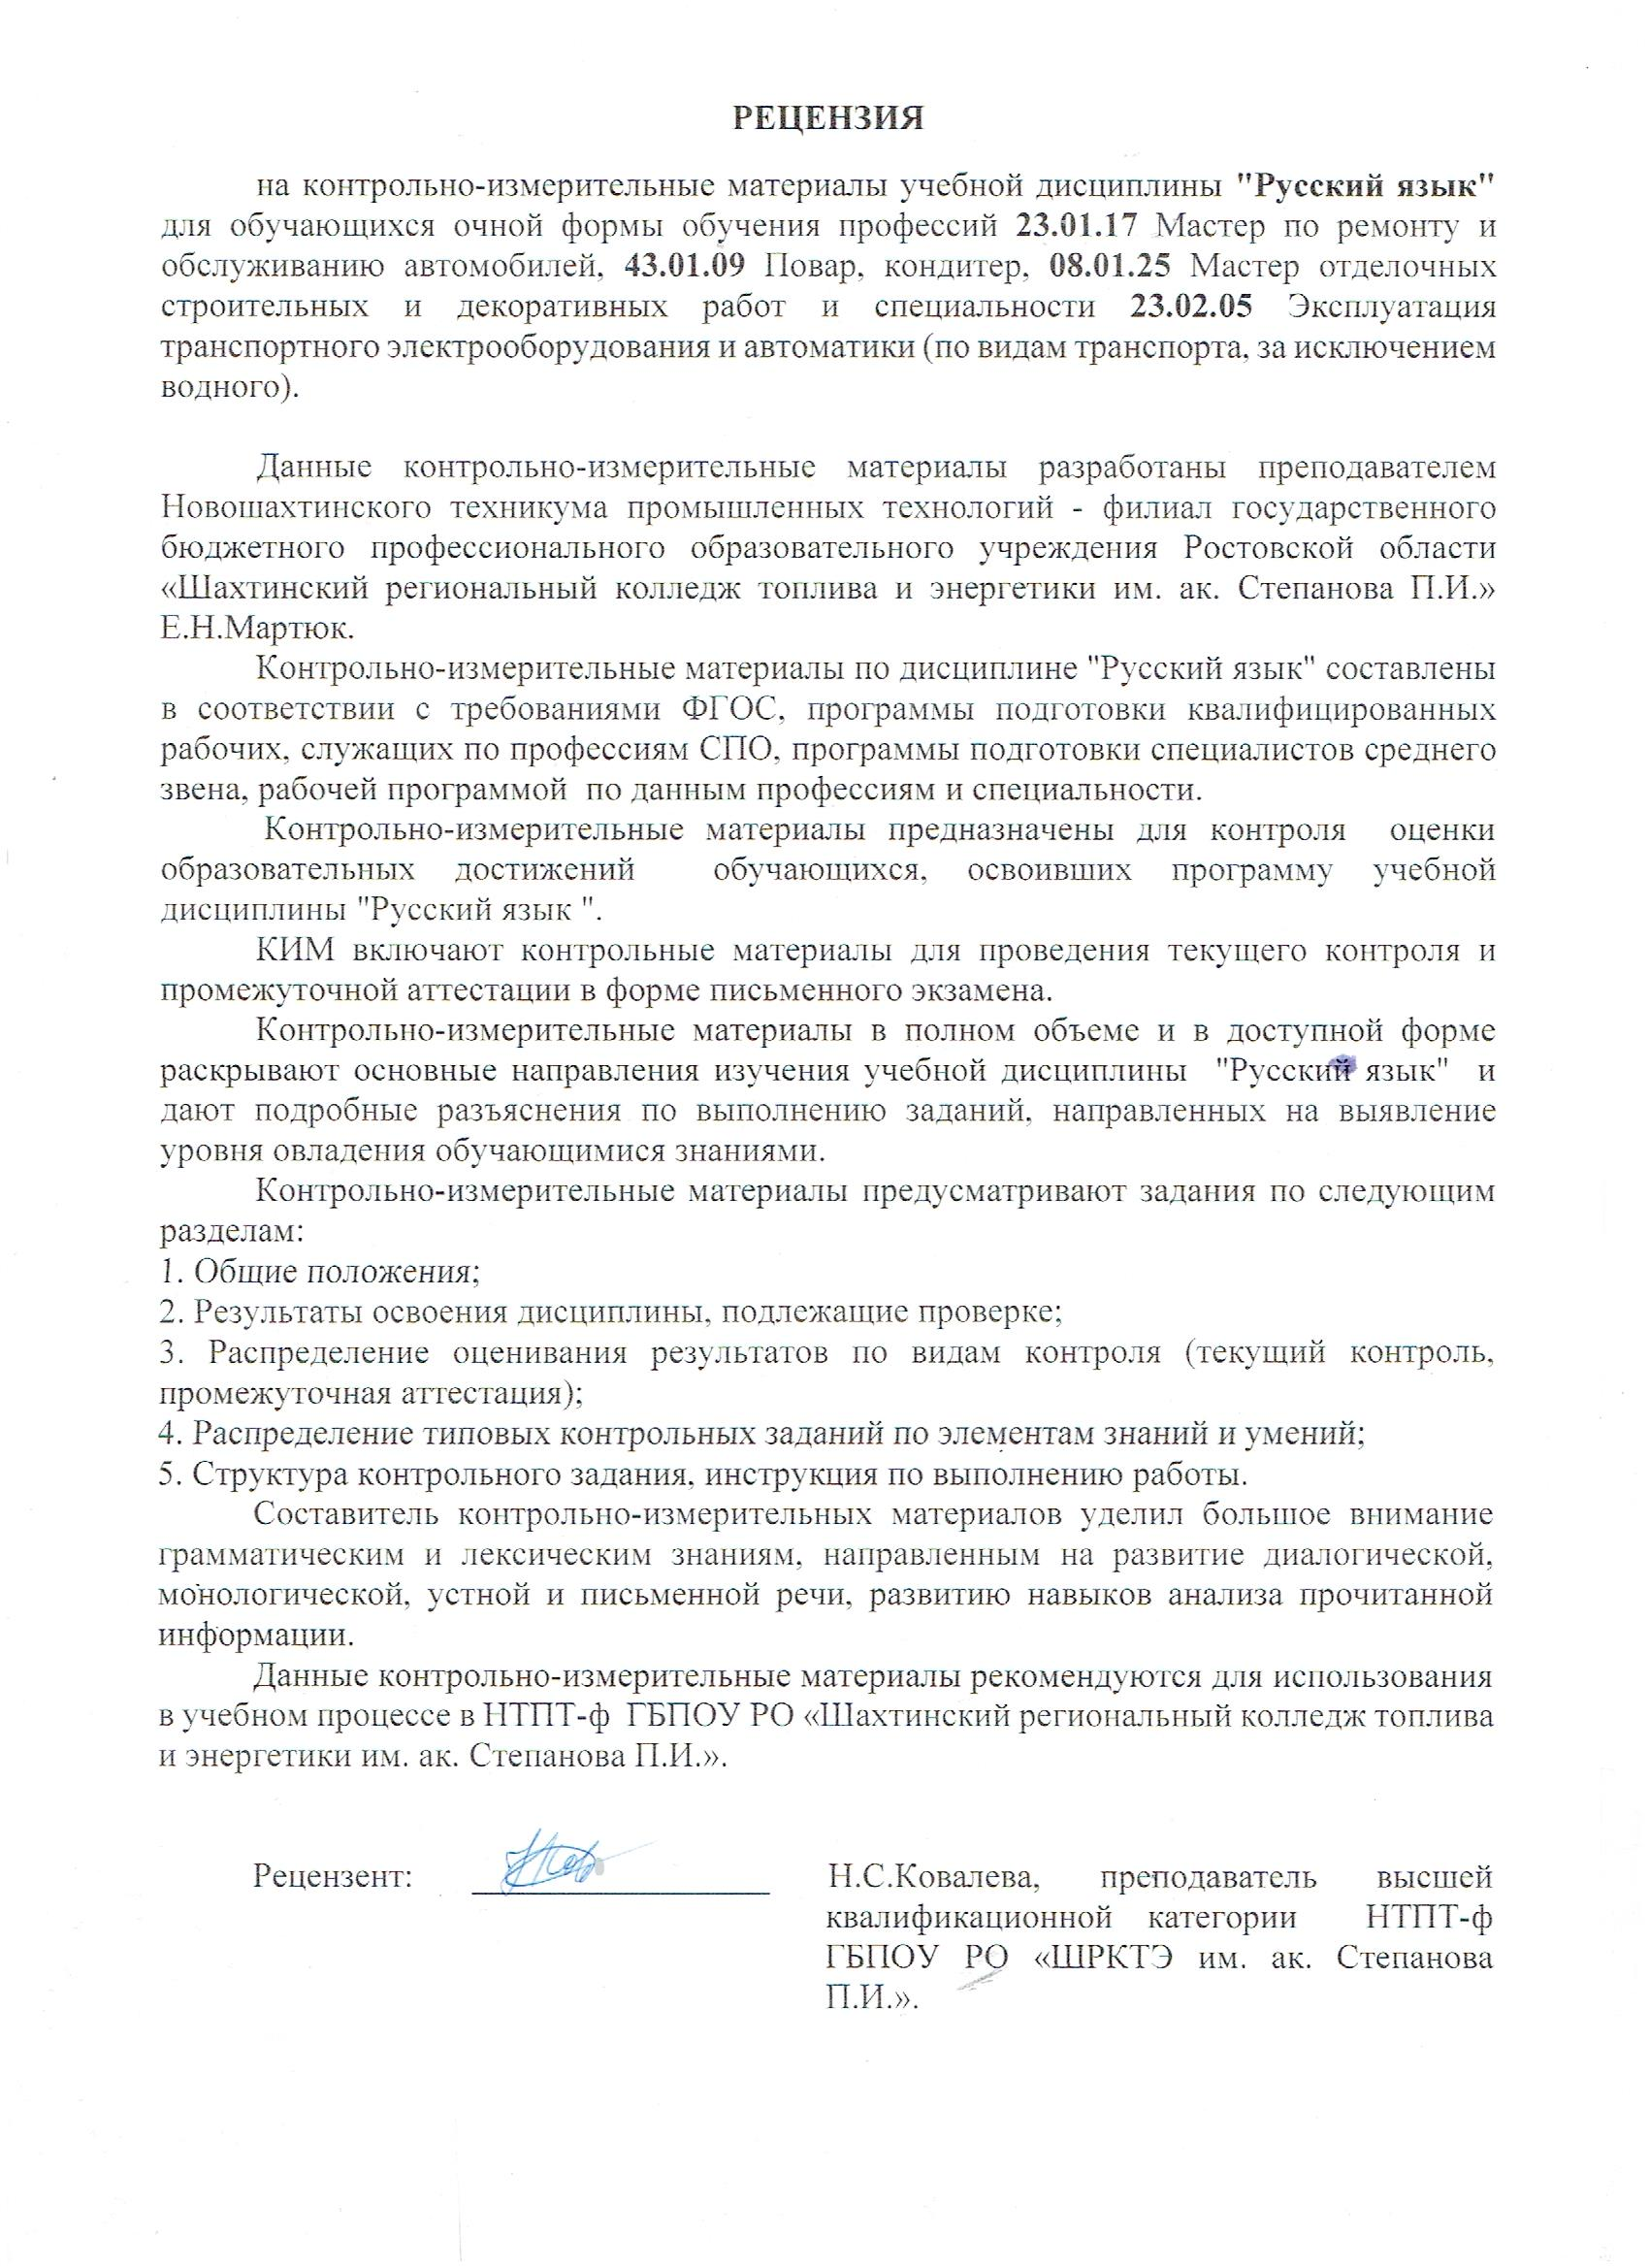 РЕЦЕНЗИЯ
на контрольно-измерительные материалы учебной дисциплины "Русский язык"
для обучающихся очной формы обучения профессий 23.01.17 Мастер по ремонту и
обслуживанию автомобилей, 43.01.09 Повар, кондитер, 08.01.25 Мастер отделочных
строительных и декоративных работ и специальности 23.02.05 Эксплуатация
транспортного электрооборудования и автоматики (по видам транспорта, за исключением
водного).
Данные контрольно-измерительные материалы разработаны преподавателем
Новошахтинского техникума промышленных технологий - филиал государственного
бюджетного профессионального образовательного учреждения Ростовской области
«Шахтинский региональный колледж топлива и энергетики им. ак. Степанова П.И.»
Е.Н.Мартюк.
Контрольно-измерительные материалы по дисциплине "Русский язык" составлены
в соответствии с требованиями ФГОС, программы подготовки квалифицированных
рабочих, служащих по профессиям СПО, программы подготовки специалистов среднего
звена, рабочей программой по данным профессиям и специальности.
Контрольно-измерительные материалы предназначены для контроля оценки
образовательных достижений обучающихся, освоивших программу учебной
дисциплины "Русский язык ".
КИМ включают контрольные материалы для проведения текущего контроля и
промежуточной аттестации в форме письменного экзамена.
Контрольно-измерительные материалы в полном объеме и в доступной форме
раскрывают основные направления изучения учебной дисциплины "Русский язык" и
дают подробные разъяснения по выполнению заданий, направленных на выявление
уровня овладения обучающимися знаниями.
Контрольно-измерительные материалы предусматривают задания по следующим
разделам:
1. Общие положения;
2. Результаты освоения дисциплины, подлежащие проверке;
3. Распределение оценивания результатов по видам контроля (текущий контроль,
промежуточная аттестация);
4. Распределение типовых контрольных заданий по элементам знаний и умений;
5. Структура контрольного задания, инструкция по выполнению работы.
Составитель контрольно-измерительных материалов уделил большое внимание
грамматическим и лексическим знаниям, направленным на развитие диалогической,
монологической, устной и письменной речи, развитию навыков анализа прочитанной
информации.
Данные контрольно-измерительные материалы рекомендуются для использования
в учебном процессе в НТПТ-ф ГБПОУ РО «Шахтинский региональный колледж топлива
и энергетики им. ак. Степанова П.И.».
Рецензент: Н.С.Ковалева, преподаватель высшей
квалификационной категории НТПТ-ф
ГБПОУ РО «ШРКТЭ им. ак. Степанова
П.И.».